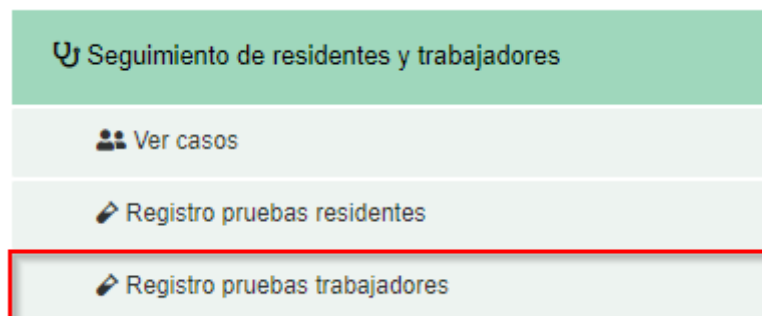 Seguimiento de residentes y trabajadores
Ver casos
Registro pruebas residentes
Registro pruebas trabajadores